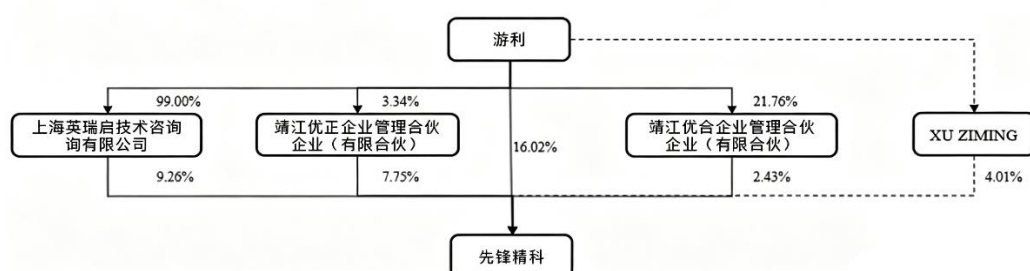 游利
99.00%
3.34%
21.76%
上海英瑞启技术咨询
询有限公司
靖江优正企业管理合伙
企业（有限合伙）
16.02%
靖江优合企业管理合伙
企业（有限合伙）
XU ZIMING
9.26%
7.75%
2.43%
4.01%
先锋精科